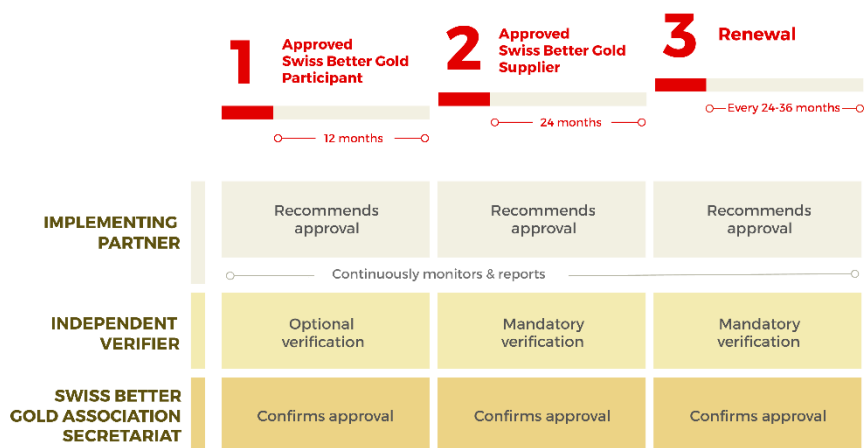 1
Approved
Swiss Better Gold
Participant
12 months
2
Approved
Swiss Better Gold
Supplier
24 months
3
Renewal
Every 24-36 months
IMPLEMENTING
PARTNER
Recommends
approval
Recommends
approval
Recommends
approval
Continuously monitors & reports
INDEPENDENT
VERIFIER
Optional
verification
Mandatory
verification
Mandatory
verification
SWISS BETTER
GOLD ASSOCIATION
SECRETARIAT
Confirms approval
Confirms approval
Confirms approval